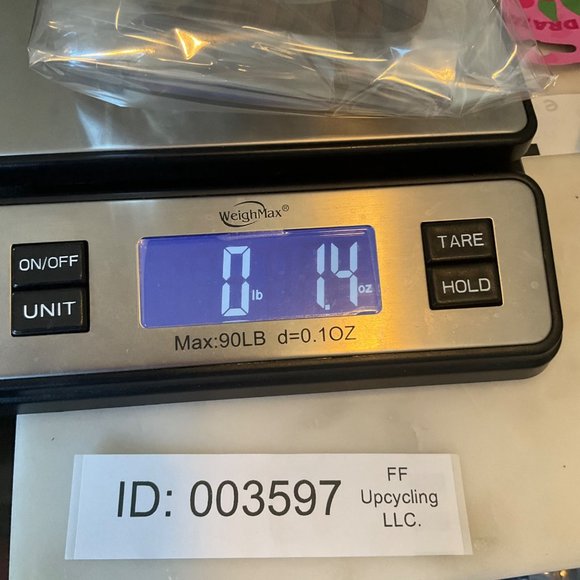 DRA
WeighMax®
ON/OFF
UNIT
0 lb 1.4 oz
TARE
HOLD
Max:90LB d=0.1OZ
ID: 003597
FF
Upcycling
LLC.